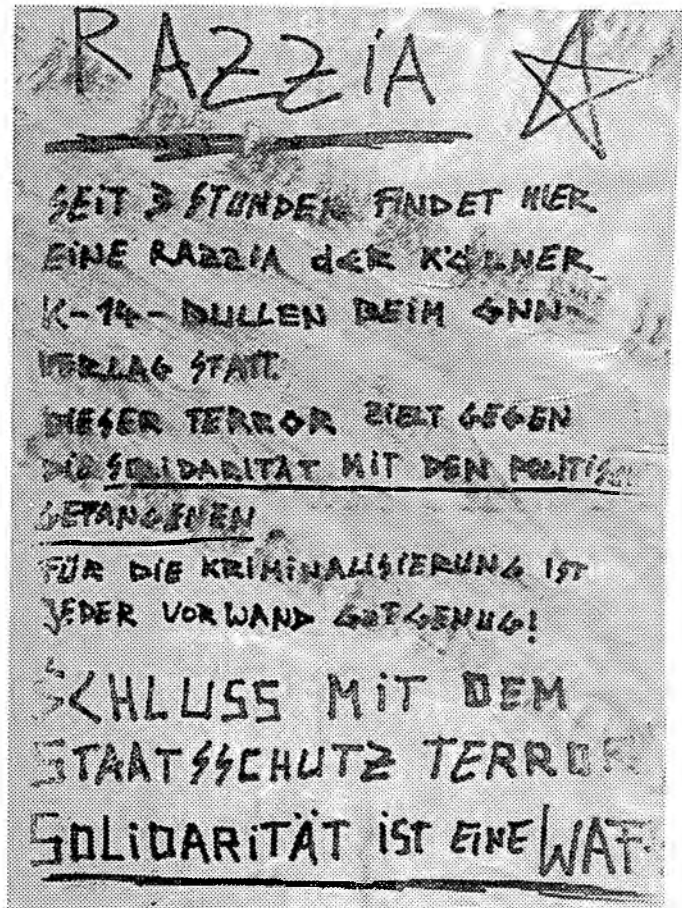 RAZZiA
SEIT 3 STUNDEN FINDET HIER
EINE RAZZIA dER KÖLNER
K-14-BULLEN BEIM GNN-
VERLAG STATT.
DIESER TERROR ZIELT GEGEN
DIE SOLIDARITÄT MIT DEN POLITISCH
GEFANGENEN
FÜR DIE KRIMINALISIERUNG IST
JEDER VORWAND GUT GENUG!
SCHLUSS MIT DEM
STAATSSCHUTZ TERROR
SOLIDARITÄT IST EINE WAF